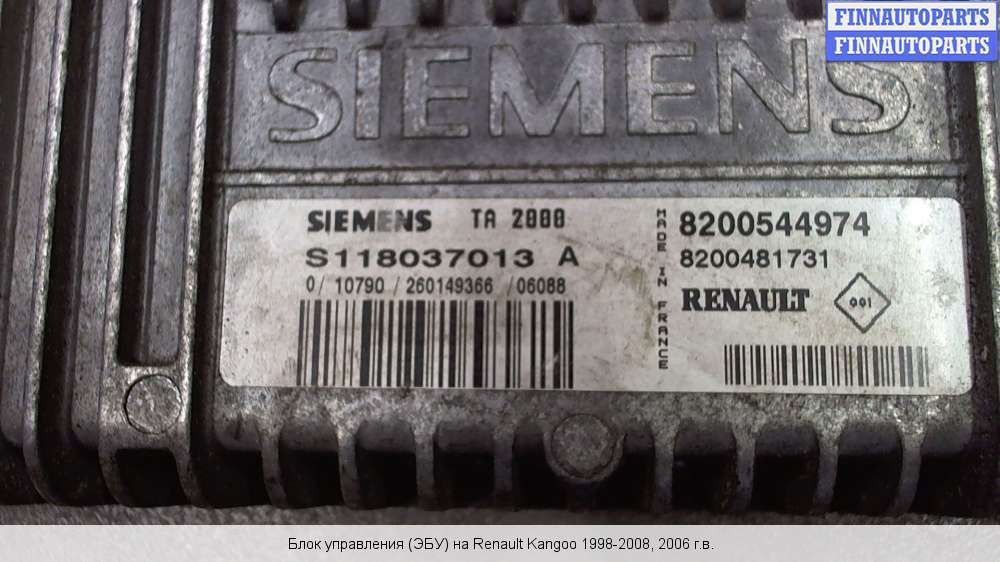 FINNAUTOPARTS
FINNAUTOPARTS
SIEMENS
SIEMENS TA 2000
S118037013 A
0/ 10790 / 260149366 / 06088
MADE IN FRANCE
8200544974
8200481731
RENAULT 001
Блок управления (ЭБУ) на Renault Kangoo 1998-2008, 2006 г.в.